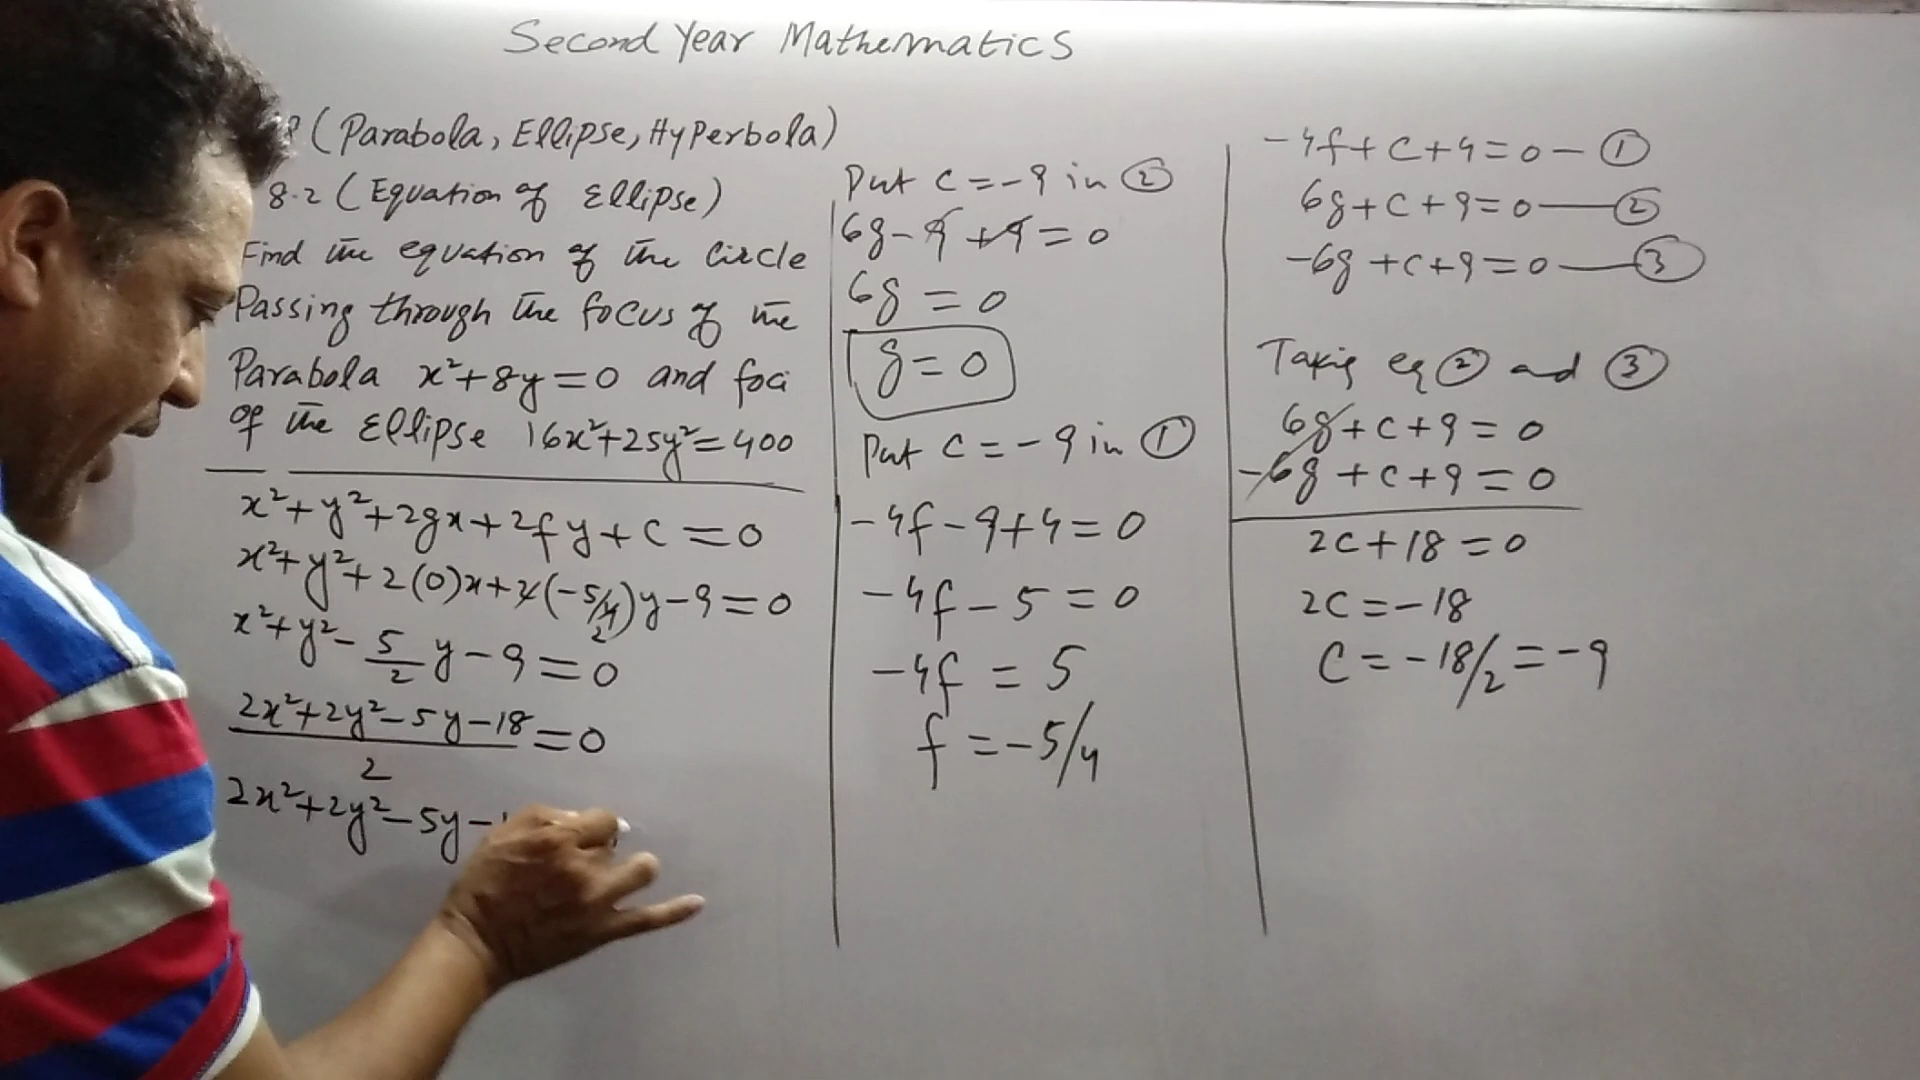 Second Year Mathematics
(Parabola, Ellipse, Hyperbola)
8.2 (Equation of Ellipse)
Find the equation of the Circle
Passing through the focus of the
Parabola x²+8y=0 and foci
of the Ellipse 16x²+25y²=400
x²+y²+2gx+2fy+c=0
x²+y²+2(0)x+2(-5/4)y-9=0
2
x²+y²-5/2 y-9=0
2x²+2y²-5y-18=0
2
2x²+2y²-5y-
Put c=-9 in ②
6g-9+9=0
6g=0
g=0
Put c=-9 in ①
-4f-9+4=0
-4f-5=0
-4f=5
f=-5/4
-4f+c+4=0-①
6g+c+9=0-②
-6g+c+9=0-③
Taking eq ② and ③
6g+c+9=0
-6g+c+9=0
2c+18=0
2c=-18
c=-18/2=-9